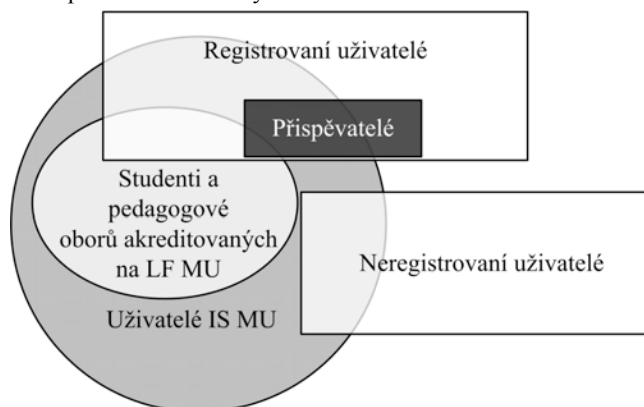 Registrovaní uživatelé
Přispěvatelé
Studenti a
pedagogové
oborů akreditovaných
na LF MU
Neregistrovaní uživatelé
Uživatelé IS MU